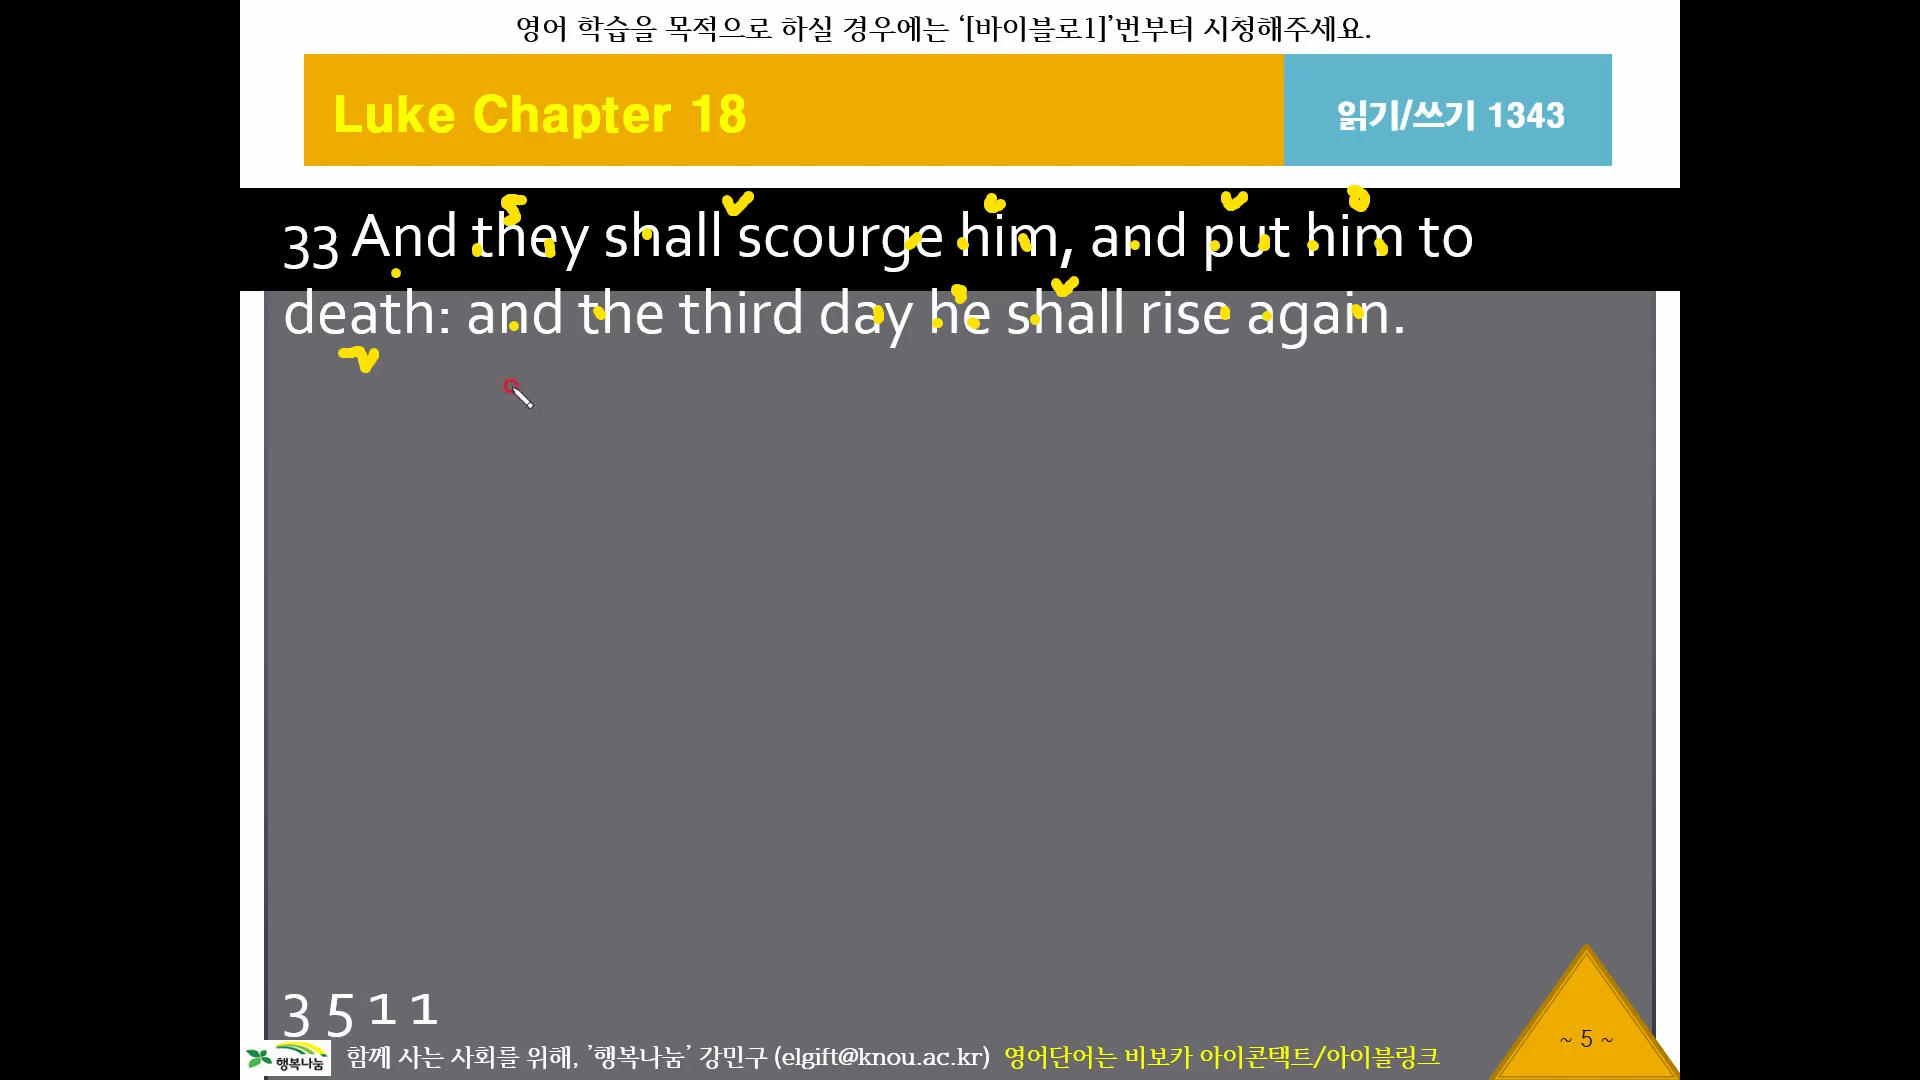 영어 학습을 목적으로 하실 경우에는 ‘[바이블로1]’번부터 시청해주세요.
Luke Chapter 18
읽기/쓰기 1343
33 And they shall scourge him, and put him to
death: and the third day he shall rise again.
3 5 1 1
~ 5 ~
행복나눔 함께 사는 사회를 위해, ’행복나눔’ 강민구 (elgift@knou.ac.kr) 영어단어는 비보카 아이콘택트/아이블링크